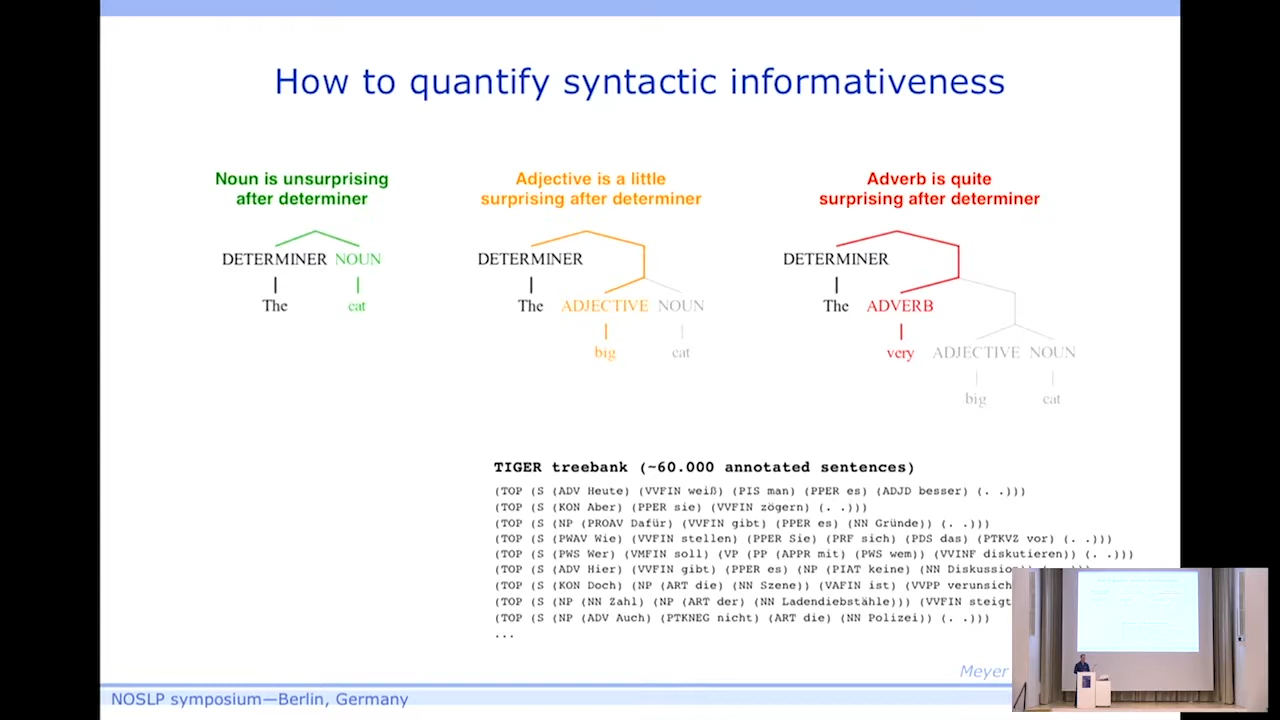 How to quantify syntactic informativeness
Noun is unsurprising
after determiner
DETERMINER NOUN
The cat
Adjective is a little
surprising after determiner
DETERMINER
The ADJECTIVE NOUN
big cat
Adverb is quite
surprising after determiner
DETERMINER
The ADVERB
very ADJECTIVE NOUN
big cat
TIGER treebank (~60.000 annotated sentences)
(TOP (S (ADV Heute) (VVFIN weiß) (PIS man) (PPER es) (ADJD besser) (. .)))
(TOP (S (KON Aber) (PPER sie) (VVFIN zögern) (. .)))
(TOP (S (NP (PROAV Dafür) (VVFIN gibt) (PPER es) (NN Gründe)) (. .)))
(TOP (S (PWAV Wie) (VVFIN stellen) (PPER Sie) (PRF sich) (PDS das) (PTKVZ vor) (. .)))
(TOP (S (PWS Wer) (VMFIN soll) (VP (PP (APPR mit) (PWS wem)) (VVINF diskutieren)) (. .)))
(TOP (S (ADV Hier) (VVFIN gibt) (PPER es) (NP (PIAT keine) (NN Diskussion
(TOP (S (KON Doch) (NP (ART die) (NN Szene)) (VAFIN ist) (VVPP verunsich
(TOP (S (NP (NN Zahl) (NP (ART der) (NN Ladendiebstähle))) (VVFIN steigt
(TOP (S (NP (ADV Auch) (PTKNEG nicht) (ART die) (NN Polizei)) (. .)))
...
Meyer
NOSLP symposium—Berlin, Germany